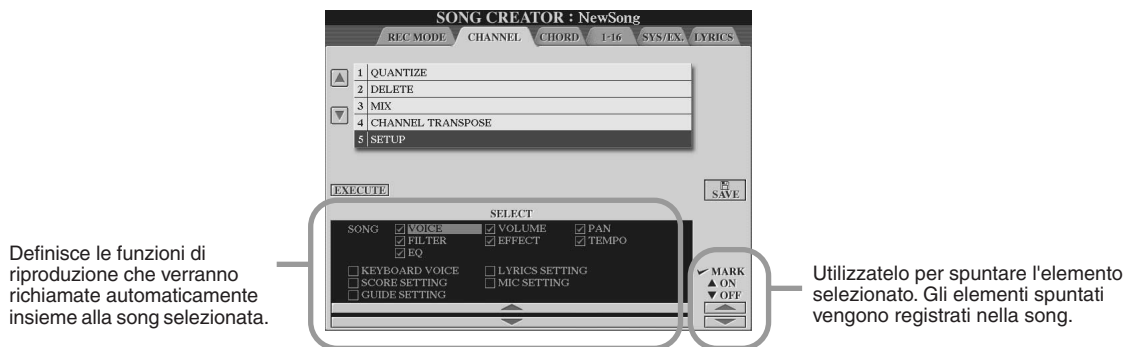 SONG CREATOR : NewSong
REC MODE CHANNEL CHORD 1-16 SYS/EX. LYRICS
1 QUANTIZE
2 DELETE
3 MIX
4 CHANNEL TRANSPOSE
5 SETUP
EXECUTE
SAVE
SELECT
SONG VOICE VOLUME PAN
FILTER EFFECT TEMPO
EQ
KEYBOARD VOICE LYRICS SETTING
SCORE SETTING MIC SETTING
GUIDE SETTING
MARK
▲ ON
▼ OFF
Definisce le funzioni di
riproduzione che verranno
richiamate automaticamente
insieme alla song selezionata.
Utilizzatelo per spuntare l'elemento
selezionato. Gli elementi spuntati
vengono registrati nella song.